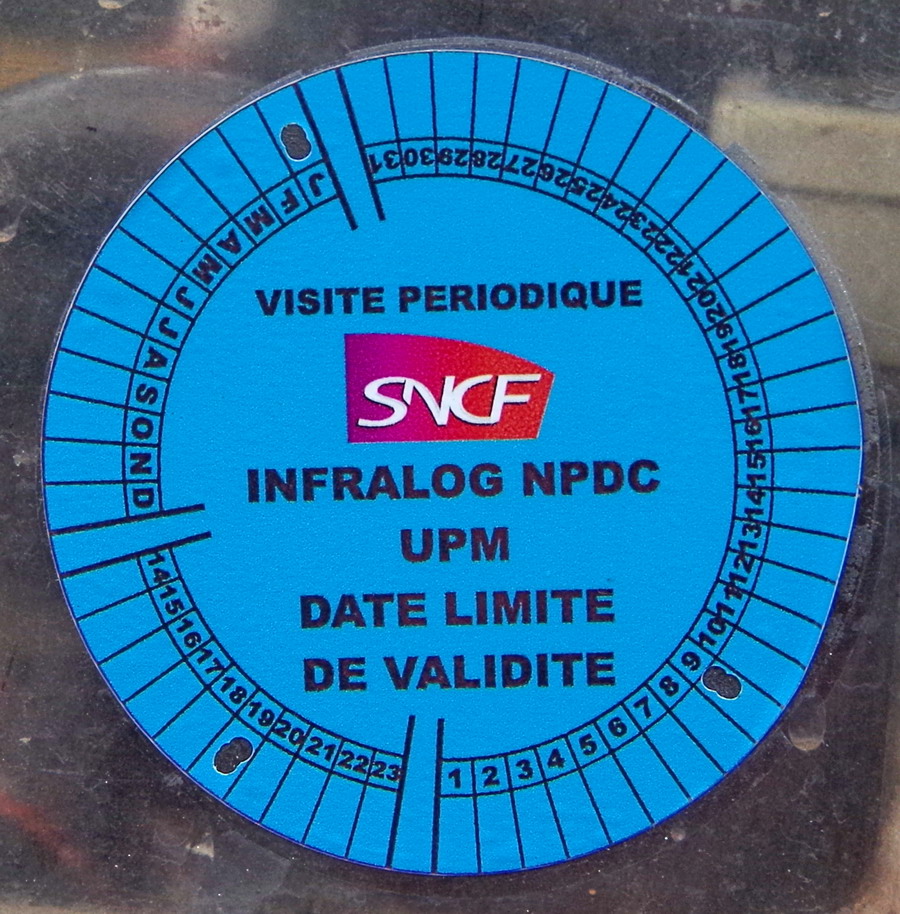 VISITE PERIODIQUE
SNCF
INFRALOG NPDC
UPM
DATE LIMITE
DE VALIDITE
J F M A M J J A S O N D
14 15 16 17 18 19 20 21 22 23
1 2 3 4 5 6 7 8 9 10 11 12 13 14 15 16 17 18 19 20 21 22 23 24 25 26 27 28 29 30 31